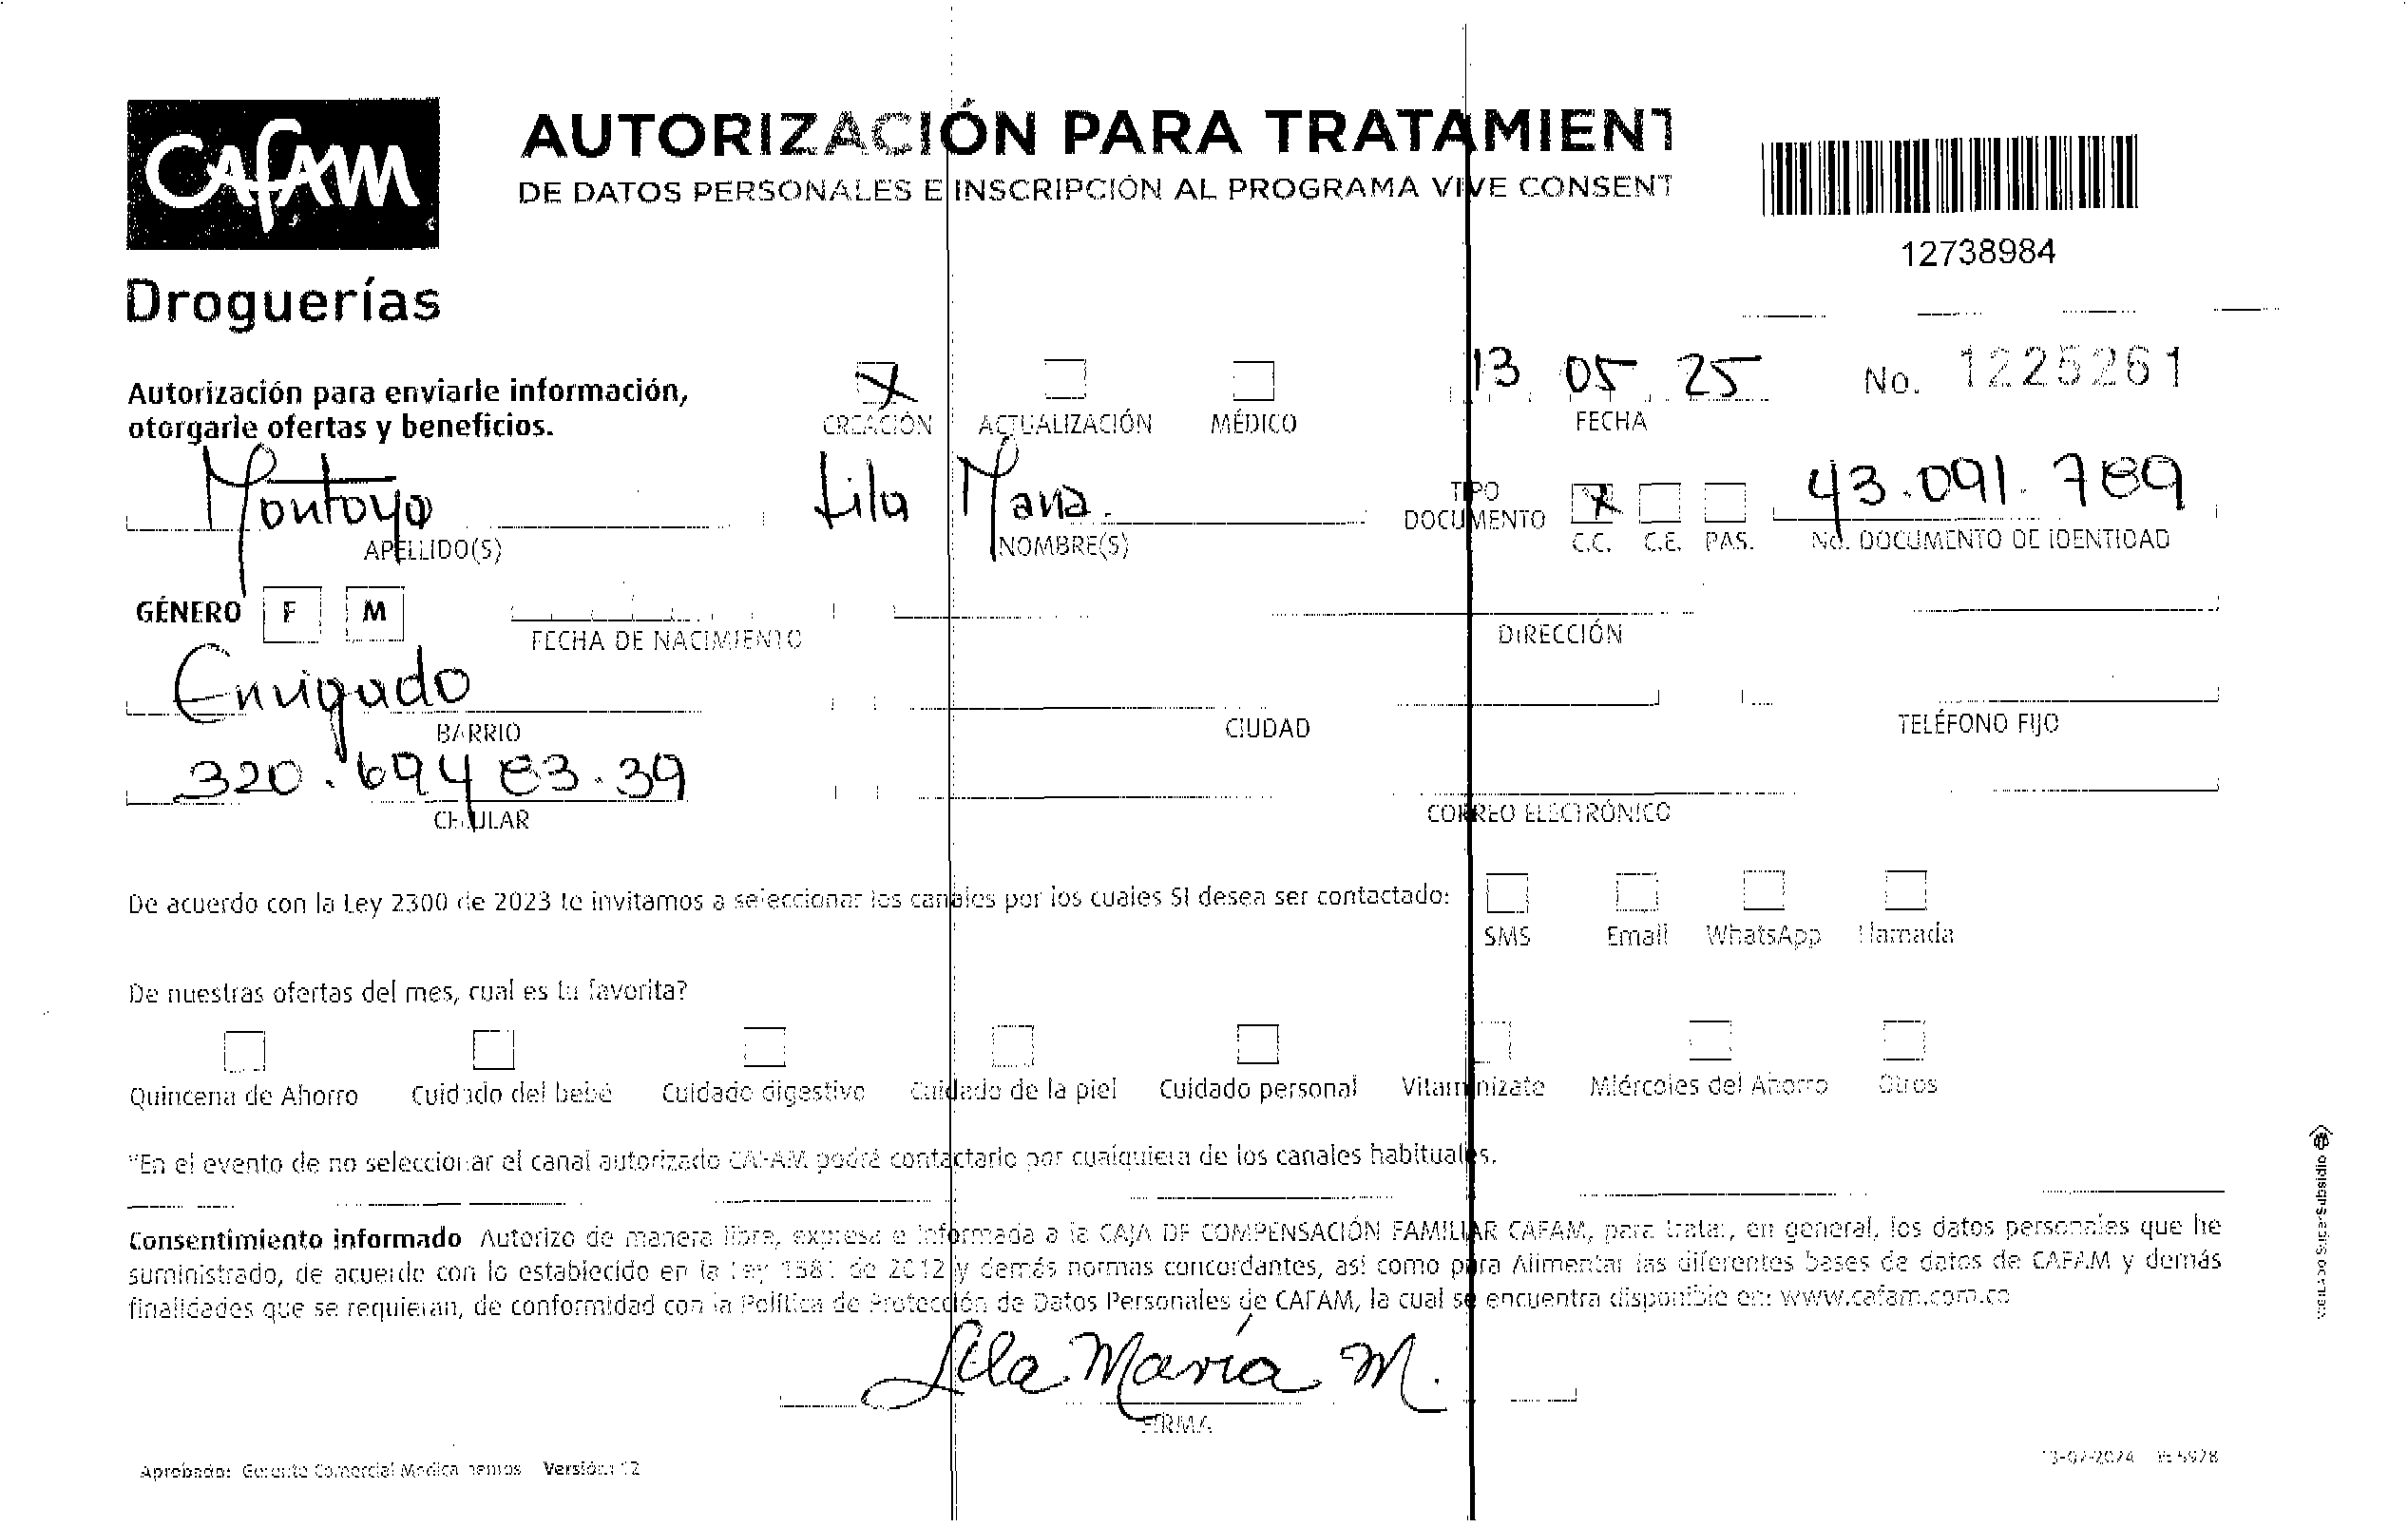 CAFAM
Droguerías
AUTORIZACIÓN PARA TRATAMIENT
DE DATOS PERSONALES E INSCRIPCIÓN AL PROGRAMA VIVE CONSENT
12738984
Autorización para enviarle información,
otorgarle ofertas y beneficios.
X
CREACIÓN ACTUALIZACIÓN MÉDICO
13 05 25
FECHA
No. 1225261
Montoya Lila Maria.
APELLIDO(S) NOMBRE(S)
TIPO
DOCUMENTO
X
C.C. C.E. PAS.
43.091.789
No. DOCUMENTO DE IDENTIDAD
GÉNERO F M
FECHA DE NACIMIENTO DIRECCIÓN
Envigado
BARRIO CIUDAD TELÉFONO FIJO
320.694 83.39
CELULAR CORREO ELECTRÓNICO
De acuerdo con la Ley 2300 de 2023 te invitamos a seleccionar los canales por los cuales SI desea ser contactado:
SMS Email WhatsApp Llamada
De nuestras ofertas del mes, cual es tu favorita?
Quincena de Ahorro Cuidado del bebé Cuidado digestivo Cuidado de la piel Cuidado personal Vitaminízate Miércoles del Ahorro Otros
"En el evento de no seleccionar el canal autorizado CAFAM podrá contactarlo por cualquiera de los canales habituales.
Consentimiento informado Autorizo de manera libre, expresa e informada a la CAJA DE COMPENSACIÓN FAMILIAR CAFAM, para tratar, en general, los datos personales que he
suministrado, de acuerdo con lo establecido en la Ley 1581 de 2012 y demás normas concordantes, así como para Alimentar las diferentes bases de datos de CAFAM y demás
finalidades que se requieran, de conformidad con la Política de Protección de Datos Personales de CAFAM, la cual se encuentra disponible en: www.cafam.com.co
Lila María M.
FIRMA
Aprobado: Gerente Comercial Medicamentos Versión: 12
SuperSubsidio